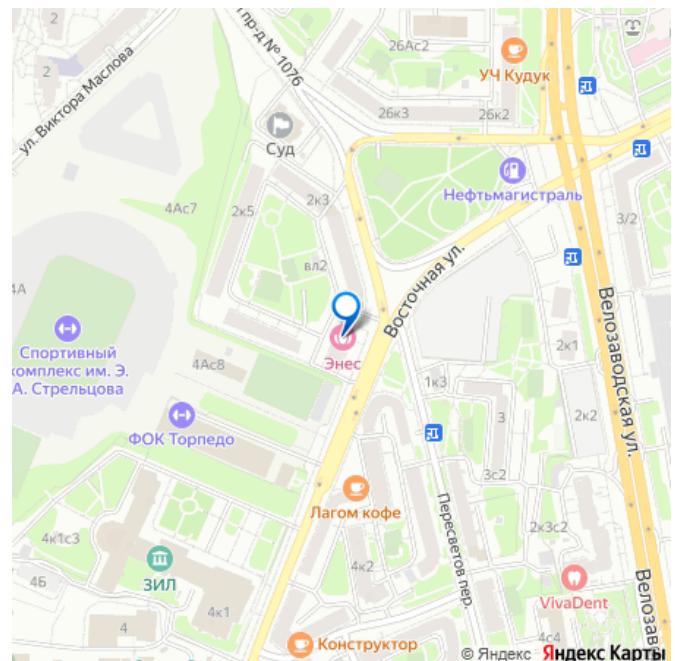 2
26Ас2
УЧ Кудук
2
ул. Виктора Маслова
пр-д № 1076
26к3
26к2
Суд
4Ас7
2к5
2к3
Нефтьмагистраль
3/2
вл2
4А
Восточная ул.
Велозаводская ул.
Энес
Спортивный
комплекс им. Э.
А. Стрельцова
4Ас8
2к1
1к3
3
2к2
ФОК Торпедо
3с2
Лагом кофе
Пересветов пер.
2к3с2
4к1с3
4Б
ЗИЛ
4к2
VivaDent
4к1
4
4с4
Велозав
Конструктор
© Яндекс Яндекс Карты